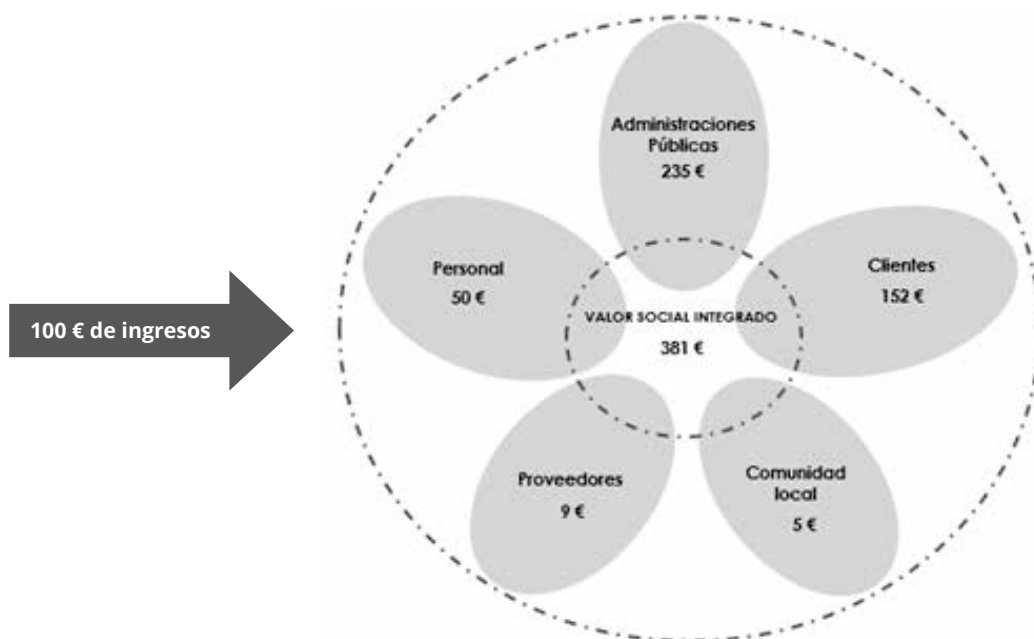 Administraciones
Públicas
235 €
Personal
50 €
Clientes
152 €
100 € de ingresos
VALOR SOCIAL INTEGRADO
381 €
Proveedores
9 €
Comunidad
local
5 €